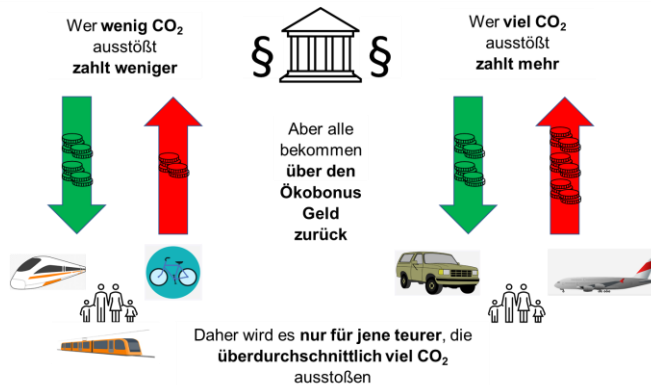 Wer wenig CO₂
ausstößt
zahlt weniger
§ §
Wer viel CO₂
ausstößt
zahlt mehr
Aber alle
bekommen
über den
Ökobonus
Geld
zurück
Daher wird es nur für jene teurer, die
überdurchschnittlich viel CO₂
ausstoßen